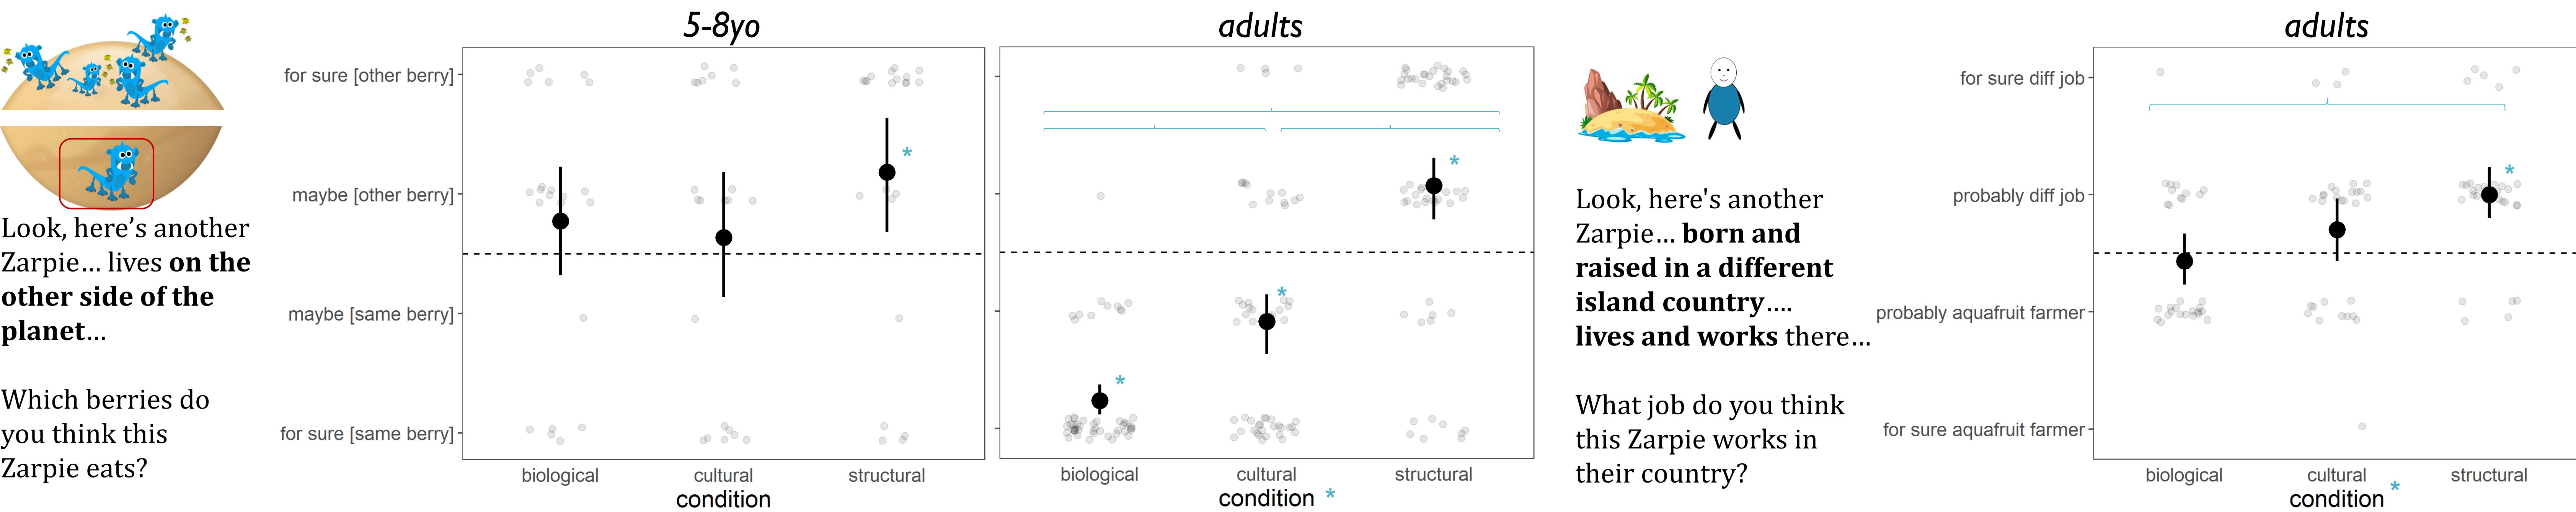 Look, here’s another
Zarpie… lives on the
other side of the
planet…
Which berries do
you think this
Zarpie eats?
5-8yo
for sure [other berry]
maybe [other berry]
maybe [same berry]
for sure [same berry]
*
biological
cultural
structural
condition
adults
*
*
*
biological
cultural
structural
condition *
Look, here's another
Zarpie… born and
raised in a different
island country….
lives and works there…
What job do you think
this Zarpie works in
their country?
adults
for sure diff job
probably diff job
probably aquafruit farmer
for sure aquafruit farmer
*
biological
cultural
structural
condition *